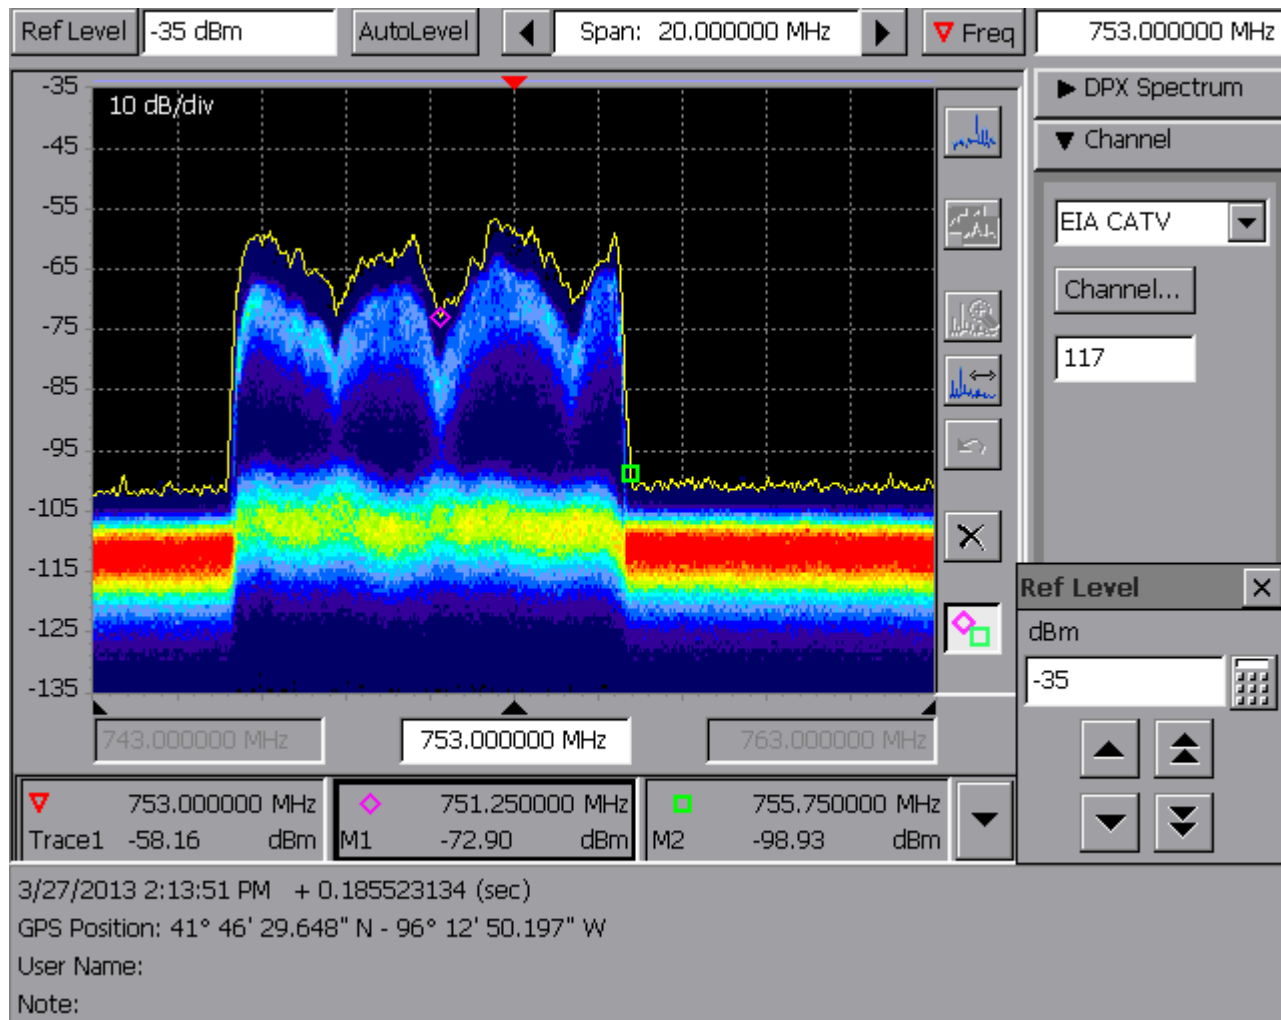 Ref Level -35 dBm AutoLevel Span: 20.000000 MHz Freq 753.000000 MHz
DPX Spectrum
Channel
EIA CATV
Channel...
117
10 dB/div
-35
-45
-55
-65
-75
-85
-95
-105
-115
-125
-135
Ref Level
dBm
-35
743.000000 MHz 753.000000 MHz 763.000000 MHz
753.000000 MHz 751.250000 MHz 755.750000 MHz
Trace1 -58.16 dBm M1 -72.90 dBm M2 -98.93 dBm
3/27/2013 2:13:51 PM + 0.185523134 (sec)
GPS Position: 41° 46' 29.648" N - 96° 12' 50.197" W
User Name:
Note: